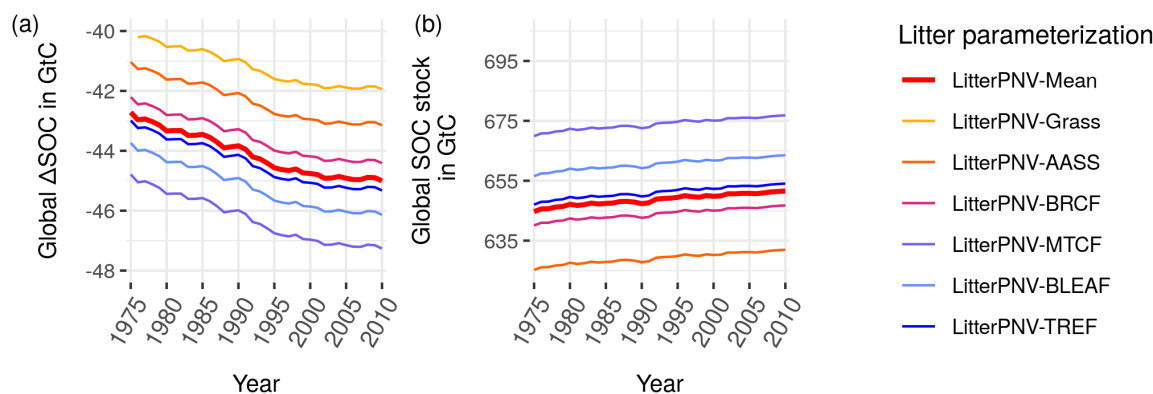 (a)
Global ΔSOC in GtC
-40
-42
-44
-46
-48
1975
1980
1985
1990
1995
2000
2005
2010
Year
(b)
Global SOC stock
in GtC
695
675
655
635
1975
1980
1985
1990
1995
2000
2005
2010
Year
Litter parameterization
LitterPNV-Mean
LitterPNV-Grass
LitterPNV-AASS
LitterPNV-BRCF
LitterPNV-MTCF
LitterPNV-BLEAF
LitterPNV-TREF